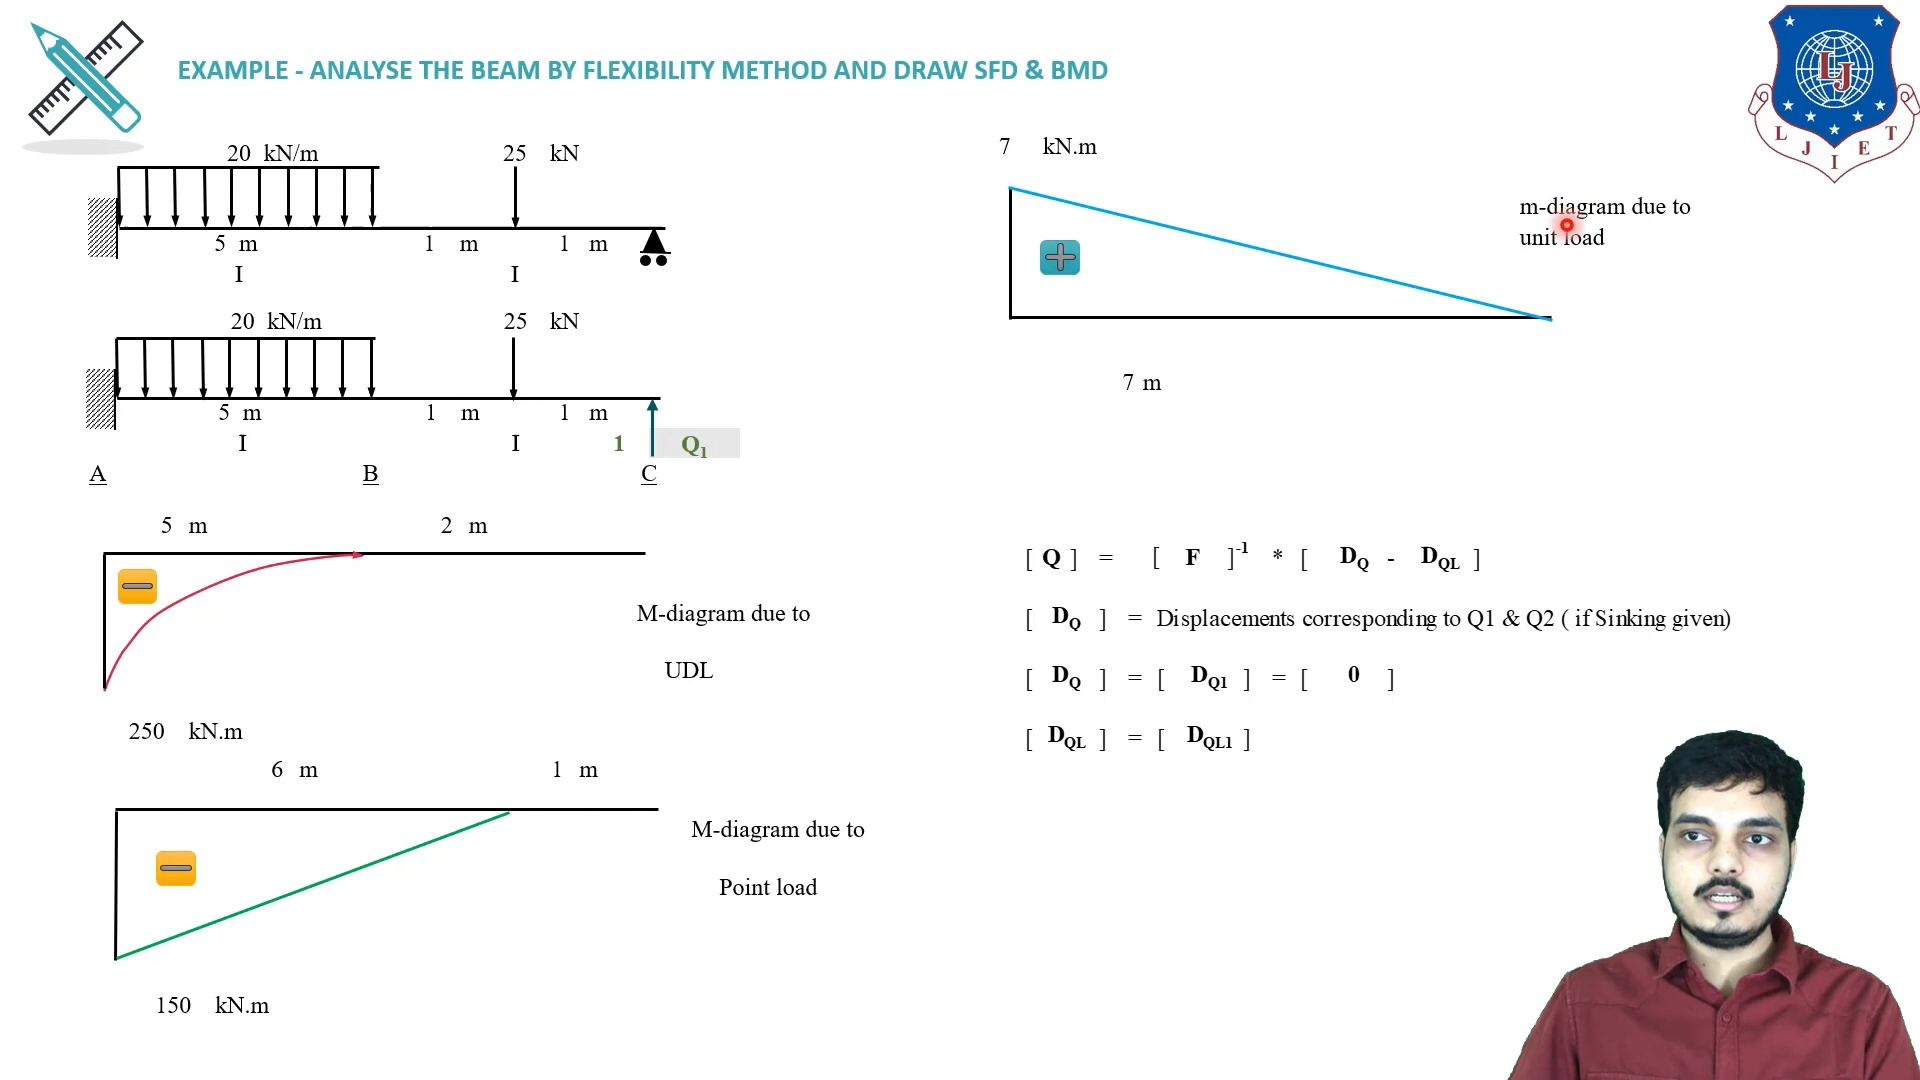 EXAMPLE - ANALYSE THE BEAM BY FLEXIBILITY METHOD AND DRAW SFD & BMD
L J I E T
LJ
20 kN/m 25 kN
5 m 1 m 1 m
I I
20 kN/m 25 kN
5 m 1 m 1 m
I I 1 Q1
A B C
5 m 2 m
M-diagram due to
UDL
250 kN.m
6 m 1 m
M-diagram due to
Point load
150 kN.m
7 kN.m
m-diagram due to
unit load
7 m
[ Q ] = [ F ]-1 * [ DQ - DQL ]
[ DQ ] = Displacements corresponding to Q1 & Q2 ( if Sinking given)
[ DQ ] = [ DQ1 ] = [ 0 ]
[ DQL ] = [ DQL1 ]